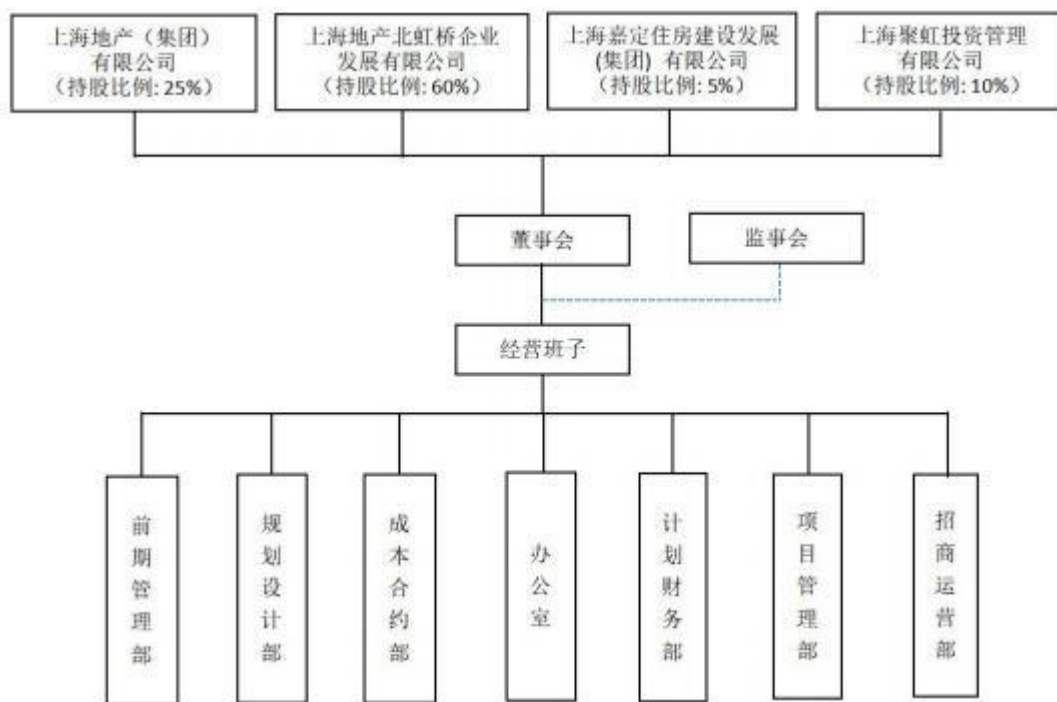 上海地产（集团）
有限公司
（持股比例: 25%）
上海地产北虹桥企业
发展有限公司
（持股比例: 60%）
上海嘉定住房建设发展
(集团) 有限公司
（持股比例: 5%）
上海聚虹投资管理
有限公司
（持股比例: 10%）
董事会
监事会
经营班子
前期管理部
规划设计部
成本合约部
办公室
计划财务部
项目管理部
招商运营部